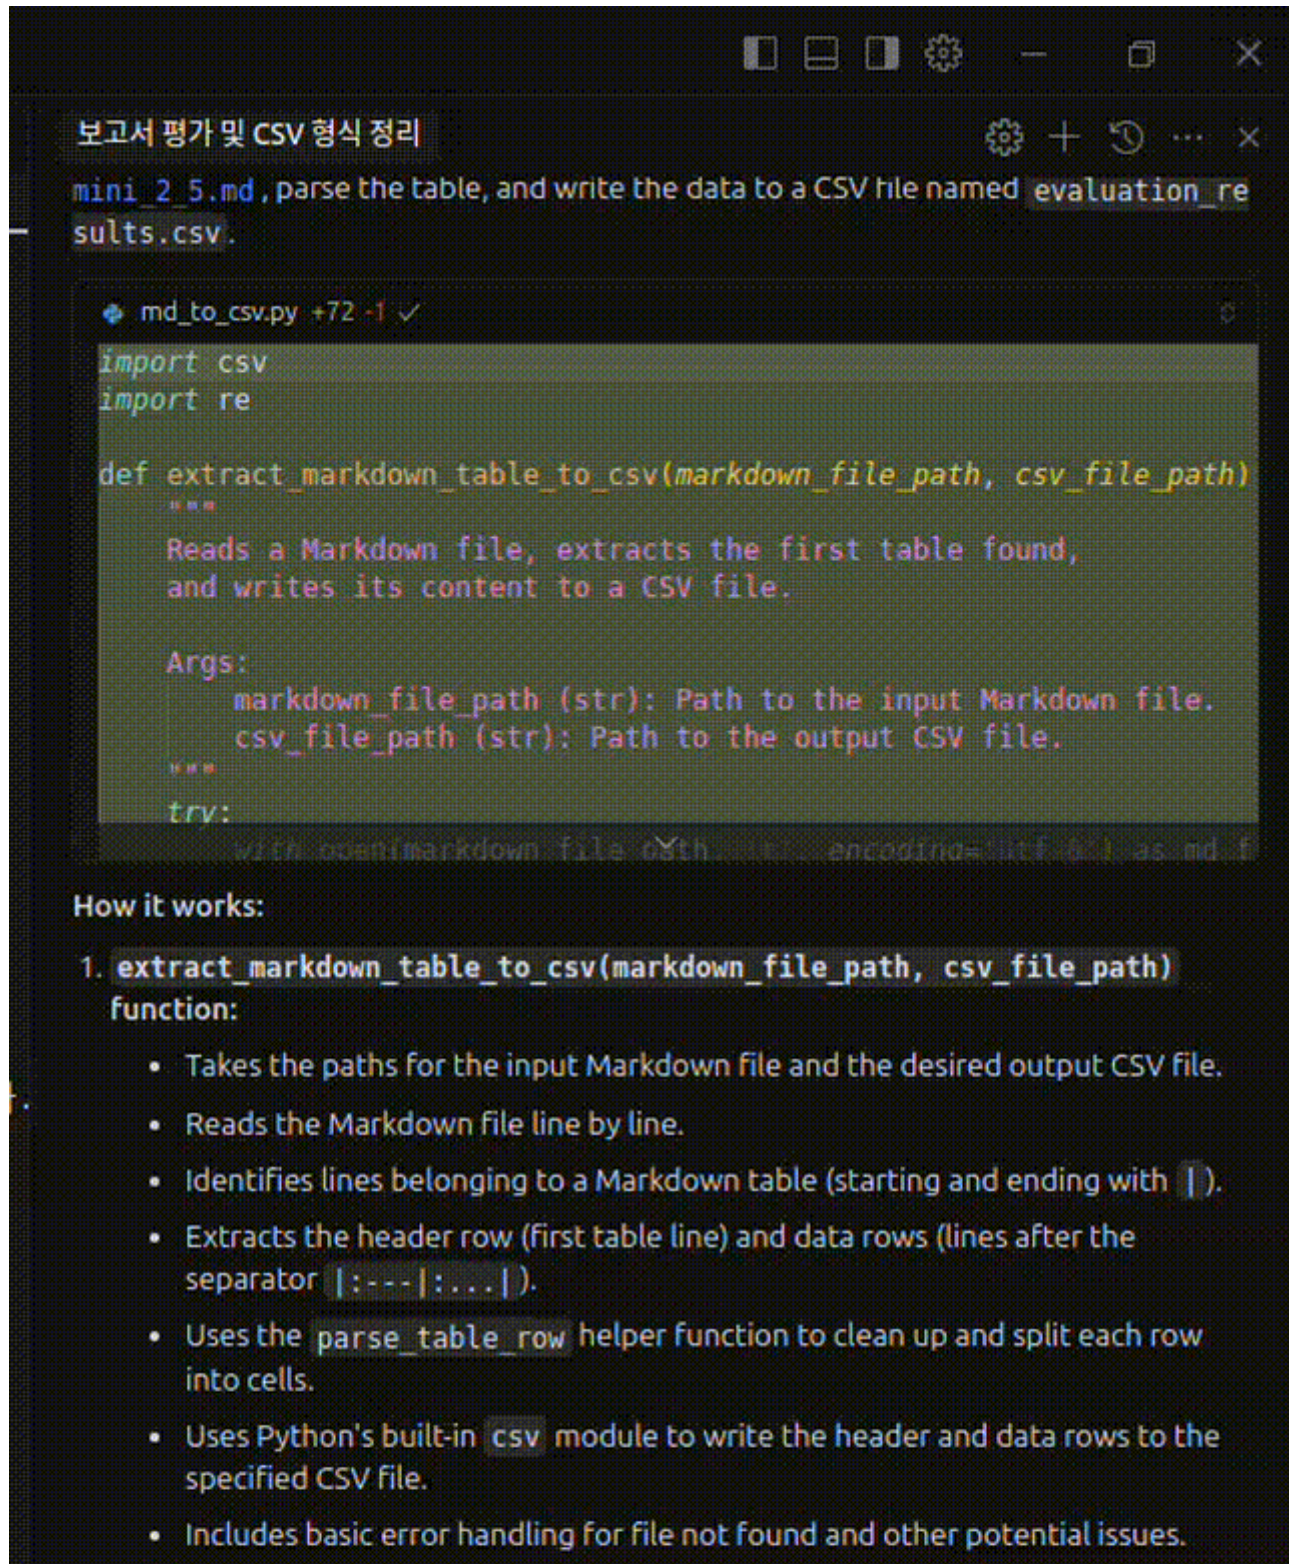 보고서 평가 및 CSV 형식 정리
mini_2_5.md , parse the table, and write the data to a CSV file named evaluation_re
sults.csv .
md_to_csv.py +72 -1
import csv
import re
def extract_markdown_table_to_csv(markdown_file_path, csv_file_path)
"""
Reads a Markdown file, extracts the first table found,
and writes its content to a CSV file.
Args:
markdown_file_path (str): Path to the input Markdown file.
csv_file_path (str): Path to the output CSV file.
"""
try:
with open(markdown_file_path, 'r', encoding='utf-8') as md_f
How it works:
1. extract_markdown_table_to_csv(markdown_file_path, csv_file_path)
function:
• Takes the paths for the input Markdown file and the desired output CSV file.
• Reads the Markdown file line by line.
• Identifies lines belonging to a Markdown table (starting and ending with | ).
• Extracts the header row (first table line) and data rows (lines after the
separator |:---|:...| ).
• Uses the parse_table_row helper function to clean up and split each row
into cells.
• Uses Python's built-in csv module to write the header and data rows to the
specified CSV file.
• Includes basic error handling for file not found and other potential issues.